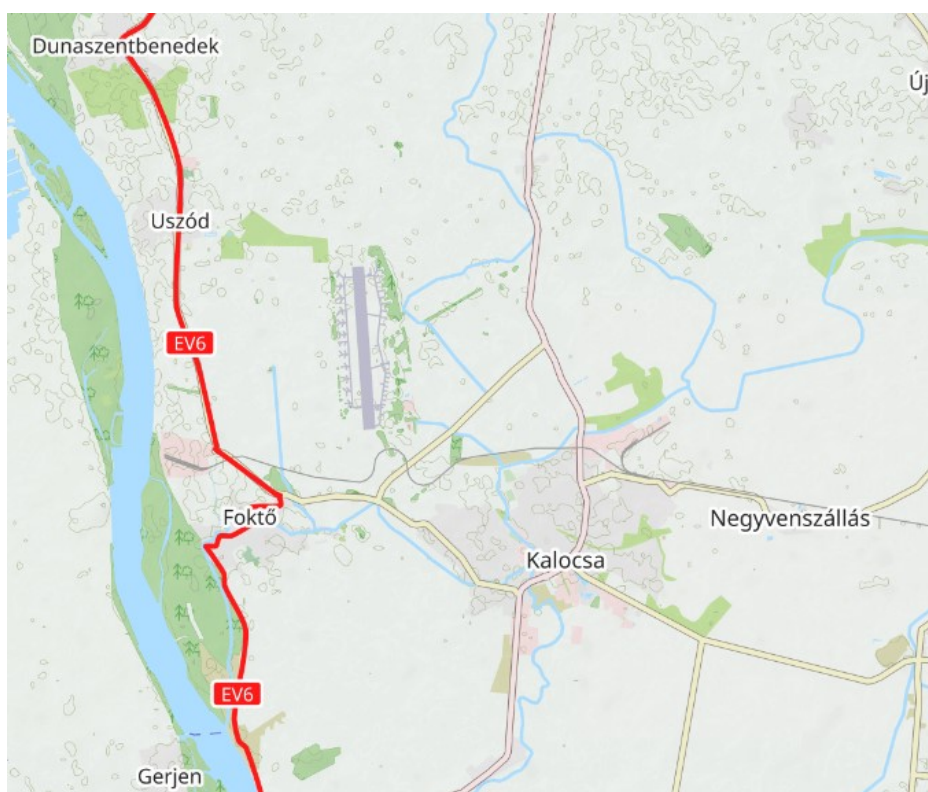 Dunaszentbenedek
Új
Uszód
EV6
Foktő
Negyvenszállás
Kalocsa
EV6
Gerjen